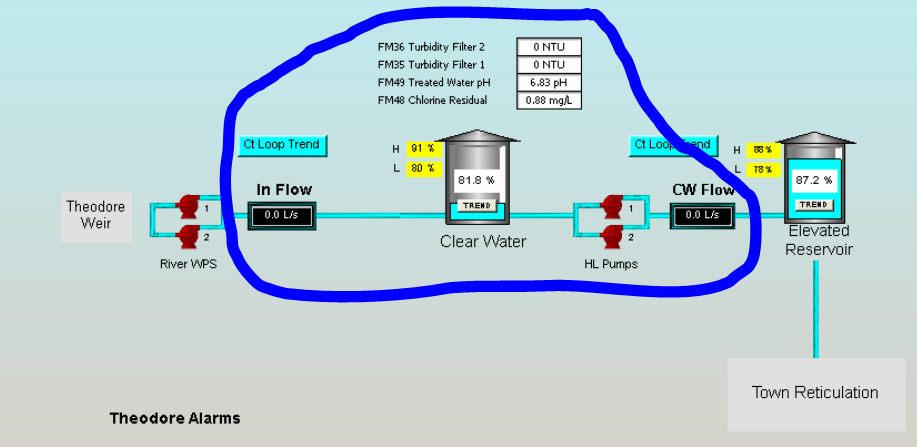 FM36 Turbidity Filter 2 0 NTU
FM35 Turbidity Filter 1 0 NTU
FM49 Treated Water pH 6.83 pH
FM48 Chlorine Residual 0.88 mg/L
Ct Loop Trend
H 91 %
L 80 %
Ct Loop Trend
H 88 %
L 78 %
81.8 %
TREND
87.2 %
TREND
Theodore
Weir
1
2
River WPS
In Flow
0.0 L/s
Clear Water
1
2
HL Pumps
CW Flow
0.0 L/s
Elevated
Reservoir
Town Reticulation
Theodore Alarms